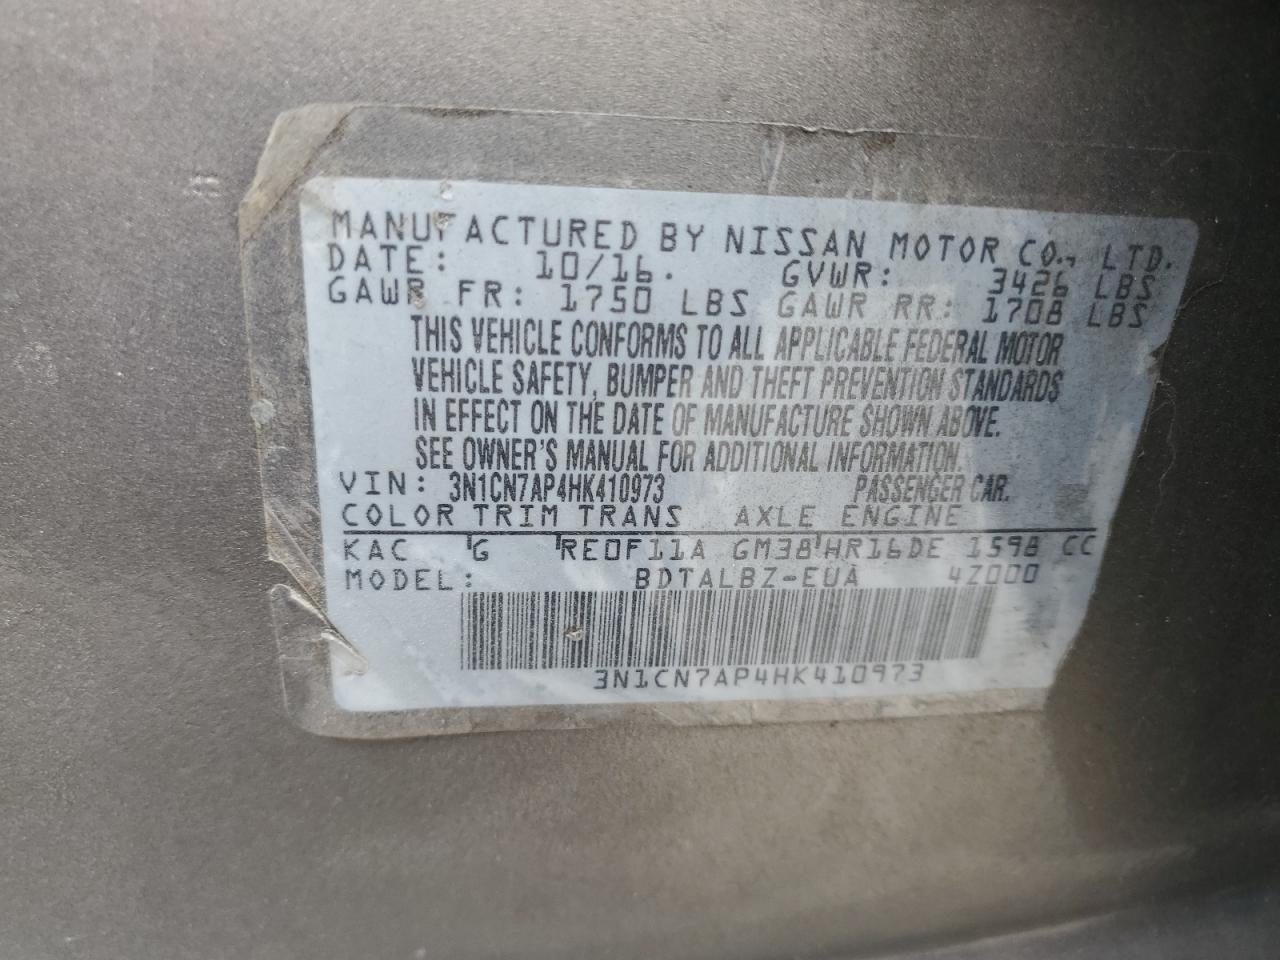 MANUFACTURED BY NISSAN MOTOR CO., LTD.
DATE: 10/16. GVWR: 3426 LBS
GAWR FR: 1750 LBS GAWR RR: 1708 LBS
THIS VEHICLE CONFORMS TO ALL APPLICABLE FEDERAL MOTOR
VEHICLE SAFETY, BUMPER AND THEFT PREVENTION STANDARDS
IN EFFECT ON THE DATE OF MANUFACTURE SHOWN ABOVE.
SEE OWNER'S MANUAL FOR ADDITIONAL INFORMATION.
VIN: 3N1CN7AP4HK410973 PASSENGER CAR.
COLOR TRIM TRANS AXLE ENGINE
KAC G RE0F11A GM38 HR16DE 1598 CC
MODEL: BDTALBZ-EUA 4Z000
3N1CN7AP4HK410973